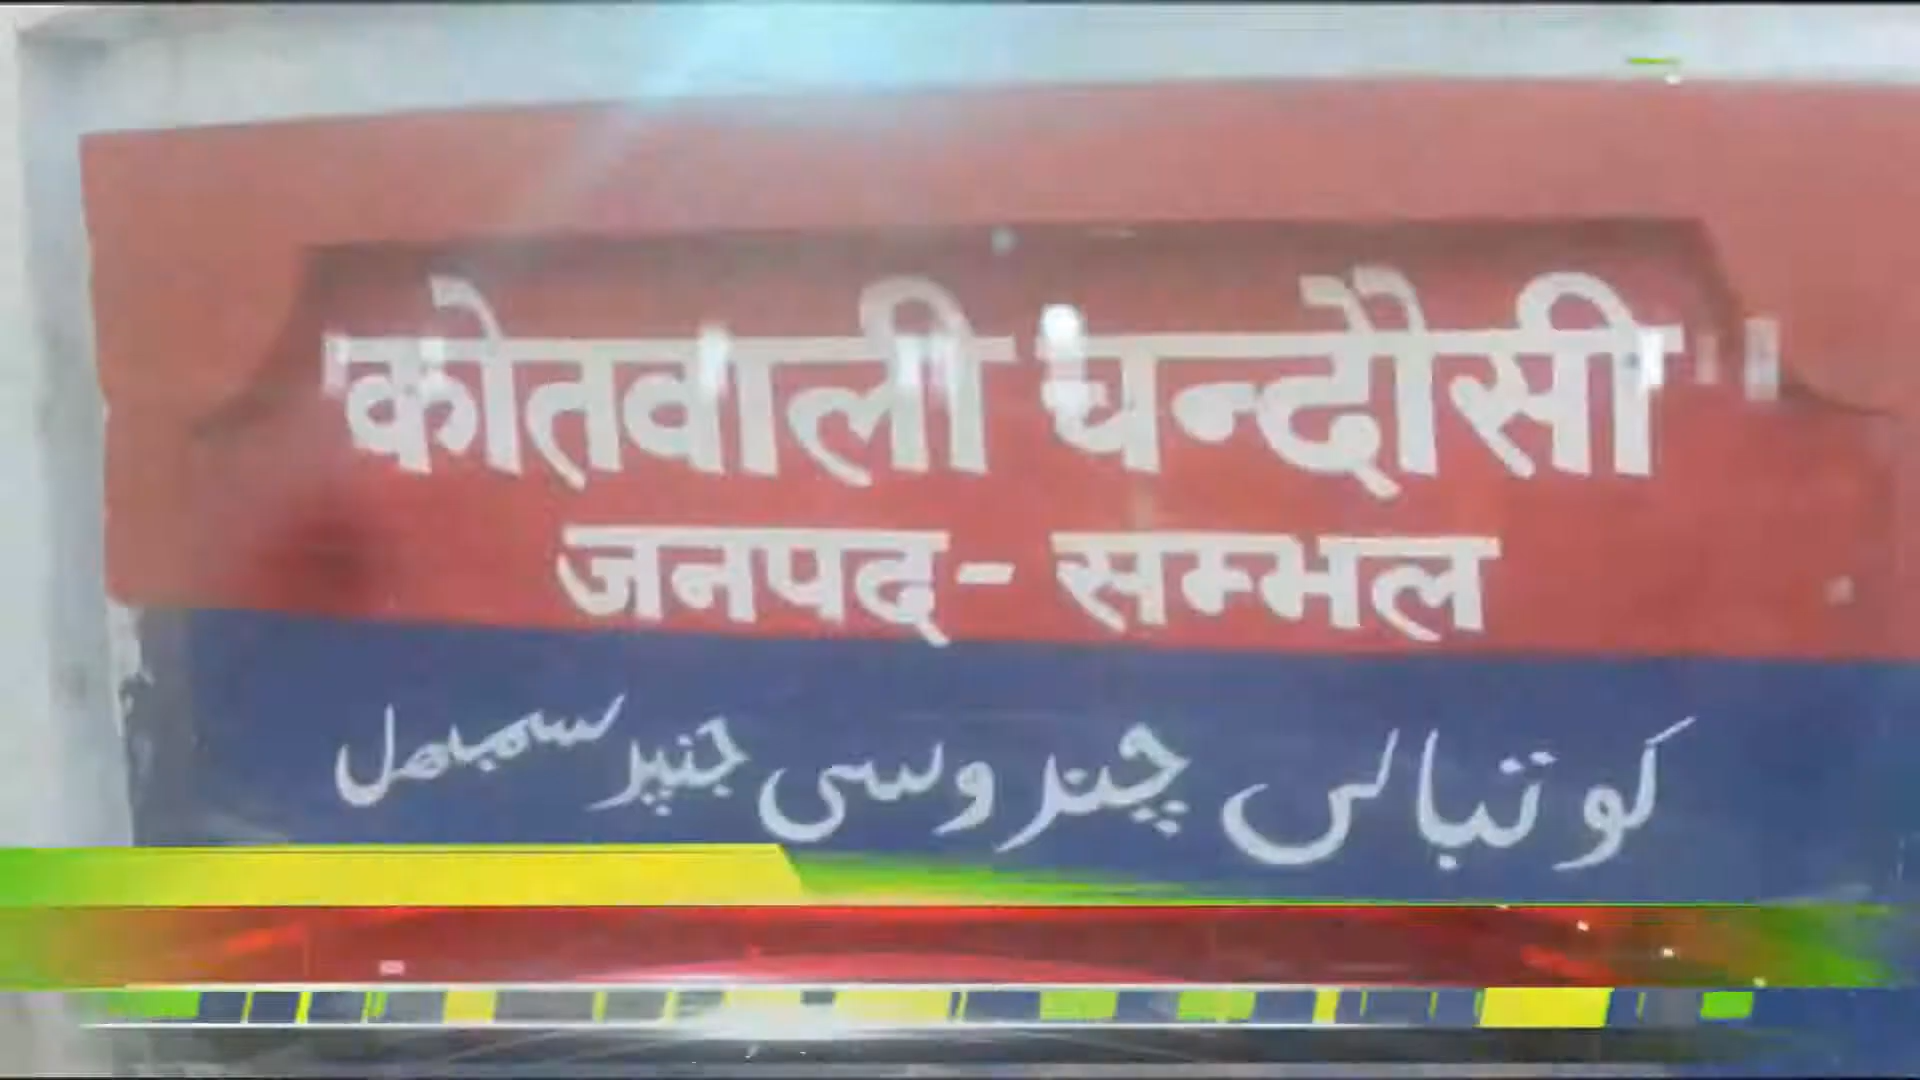 कोतवाली चन्दौसी
जनपद - सम्भल
کوتبالی چندوسی جنپد سمبھل